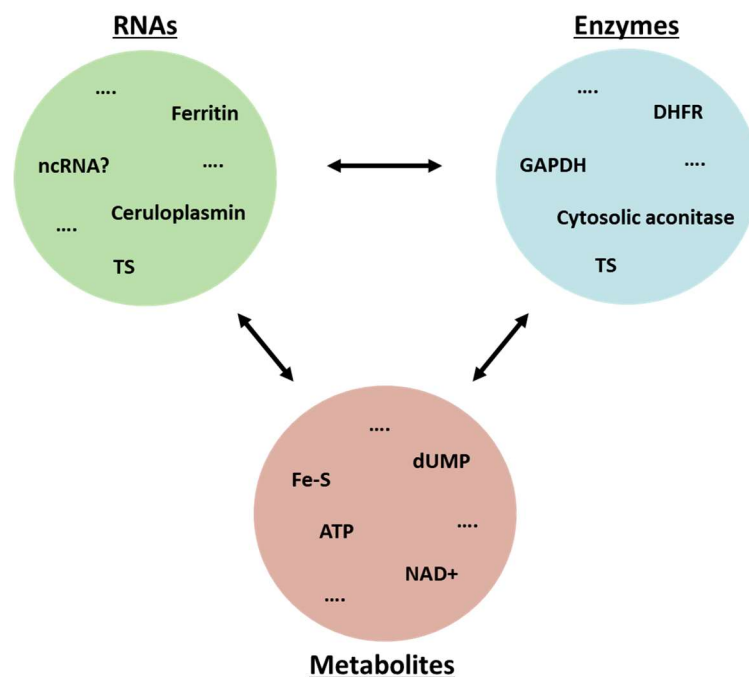 RNAs
....
Ferritin
ncRNA?
....
Ceruloplasmin
....
TS
Enzymes
....
DHFR
GAPDH
....
Cytosolic aconitase
TS
....
dUMP
Fe-S
ATP
....
NAD+
....
Metabolites